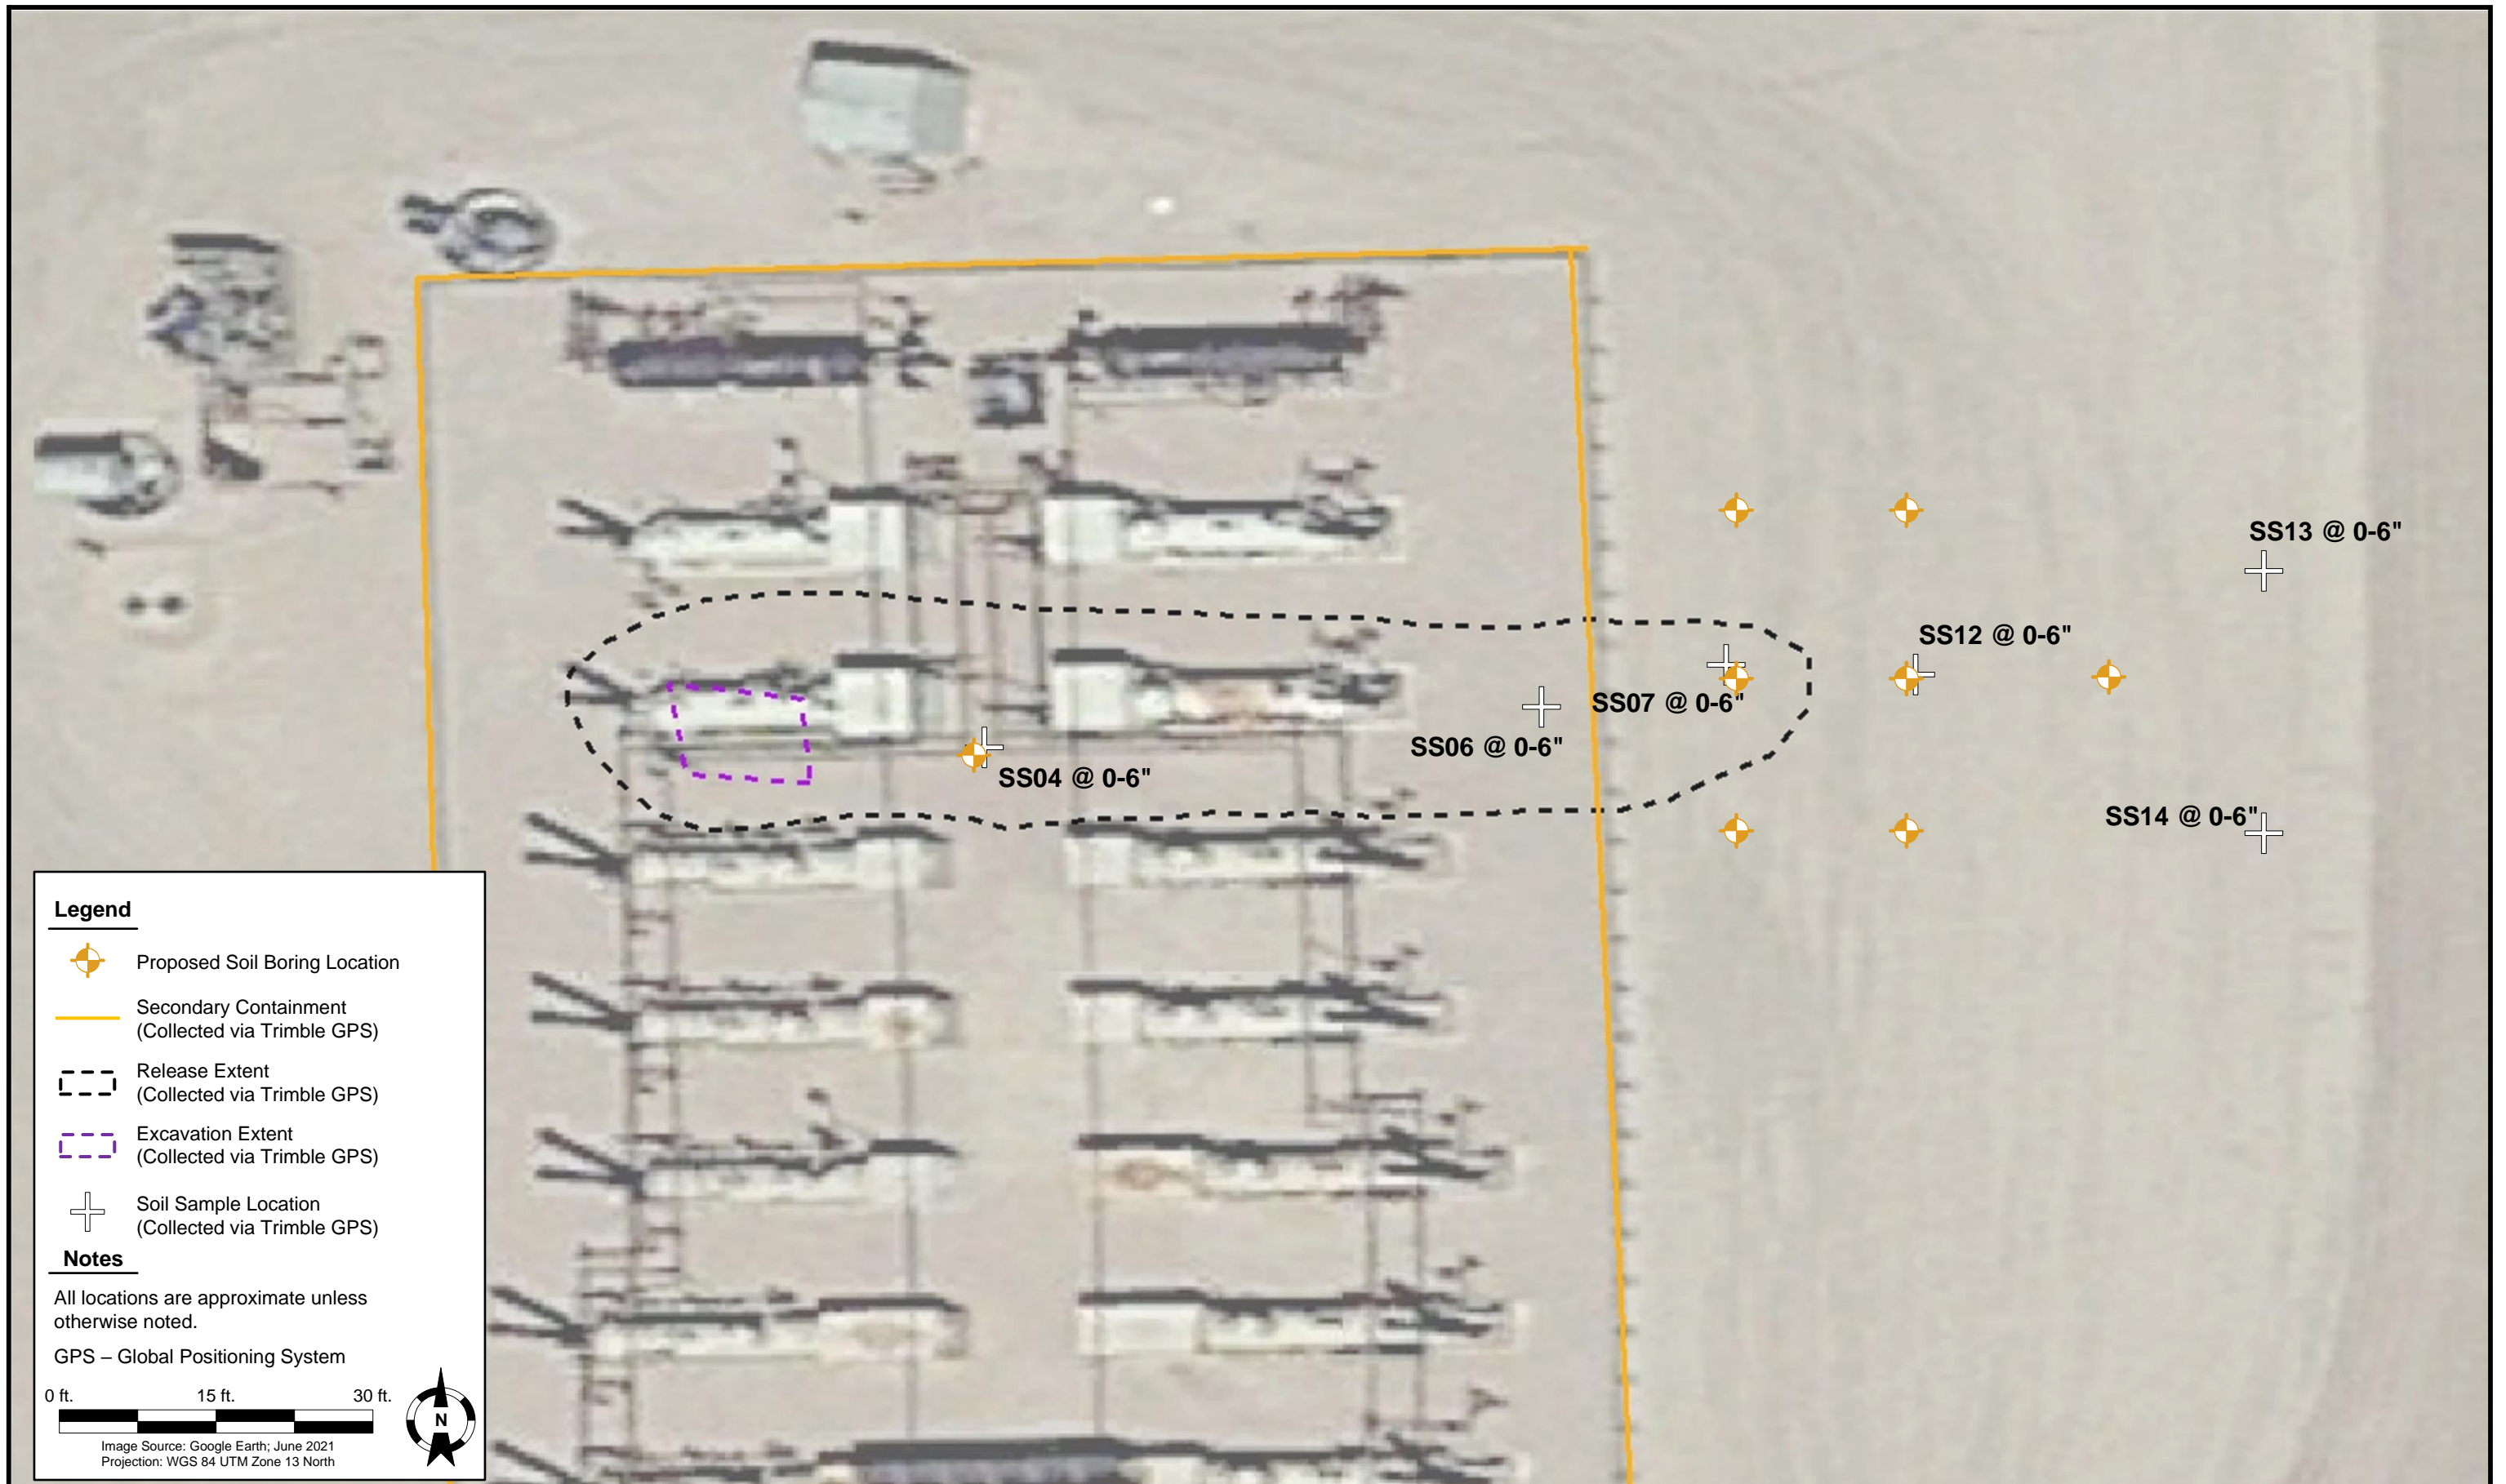 SS13 @ 0-6"
SS12 @ 0-6"
SS07 @ 0-6"
SS06 @ 0-6"
SS04 @ 0-6"
SS14 @ 0-6"
Legend
Proposed Soil Boring Location
Secondary Containment
(Collected via Trimble GPS)
Release Extent
(Collected via Trimble GPS)
Excavation Extent
(Collected via Trimble GPS)
Soil Sample Location
(Collected via Trimble GPS)
Notes
All locations are approximate unless
otherwise noted.
GPS – Global Positioning System
0 ft. 15 ft. 30 ft.
N
Image Source: Google Earth; June 2021
Projection: WGS 84 UTM Zone 13 North